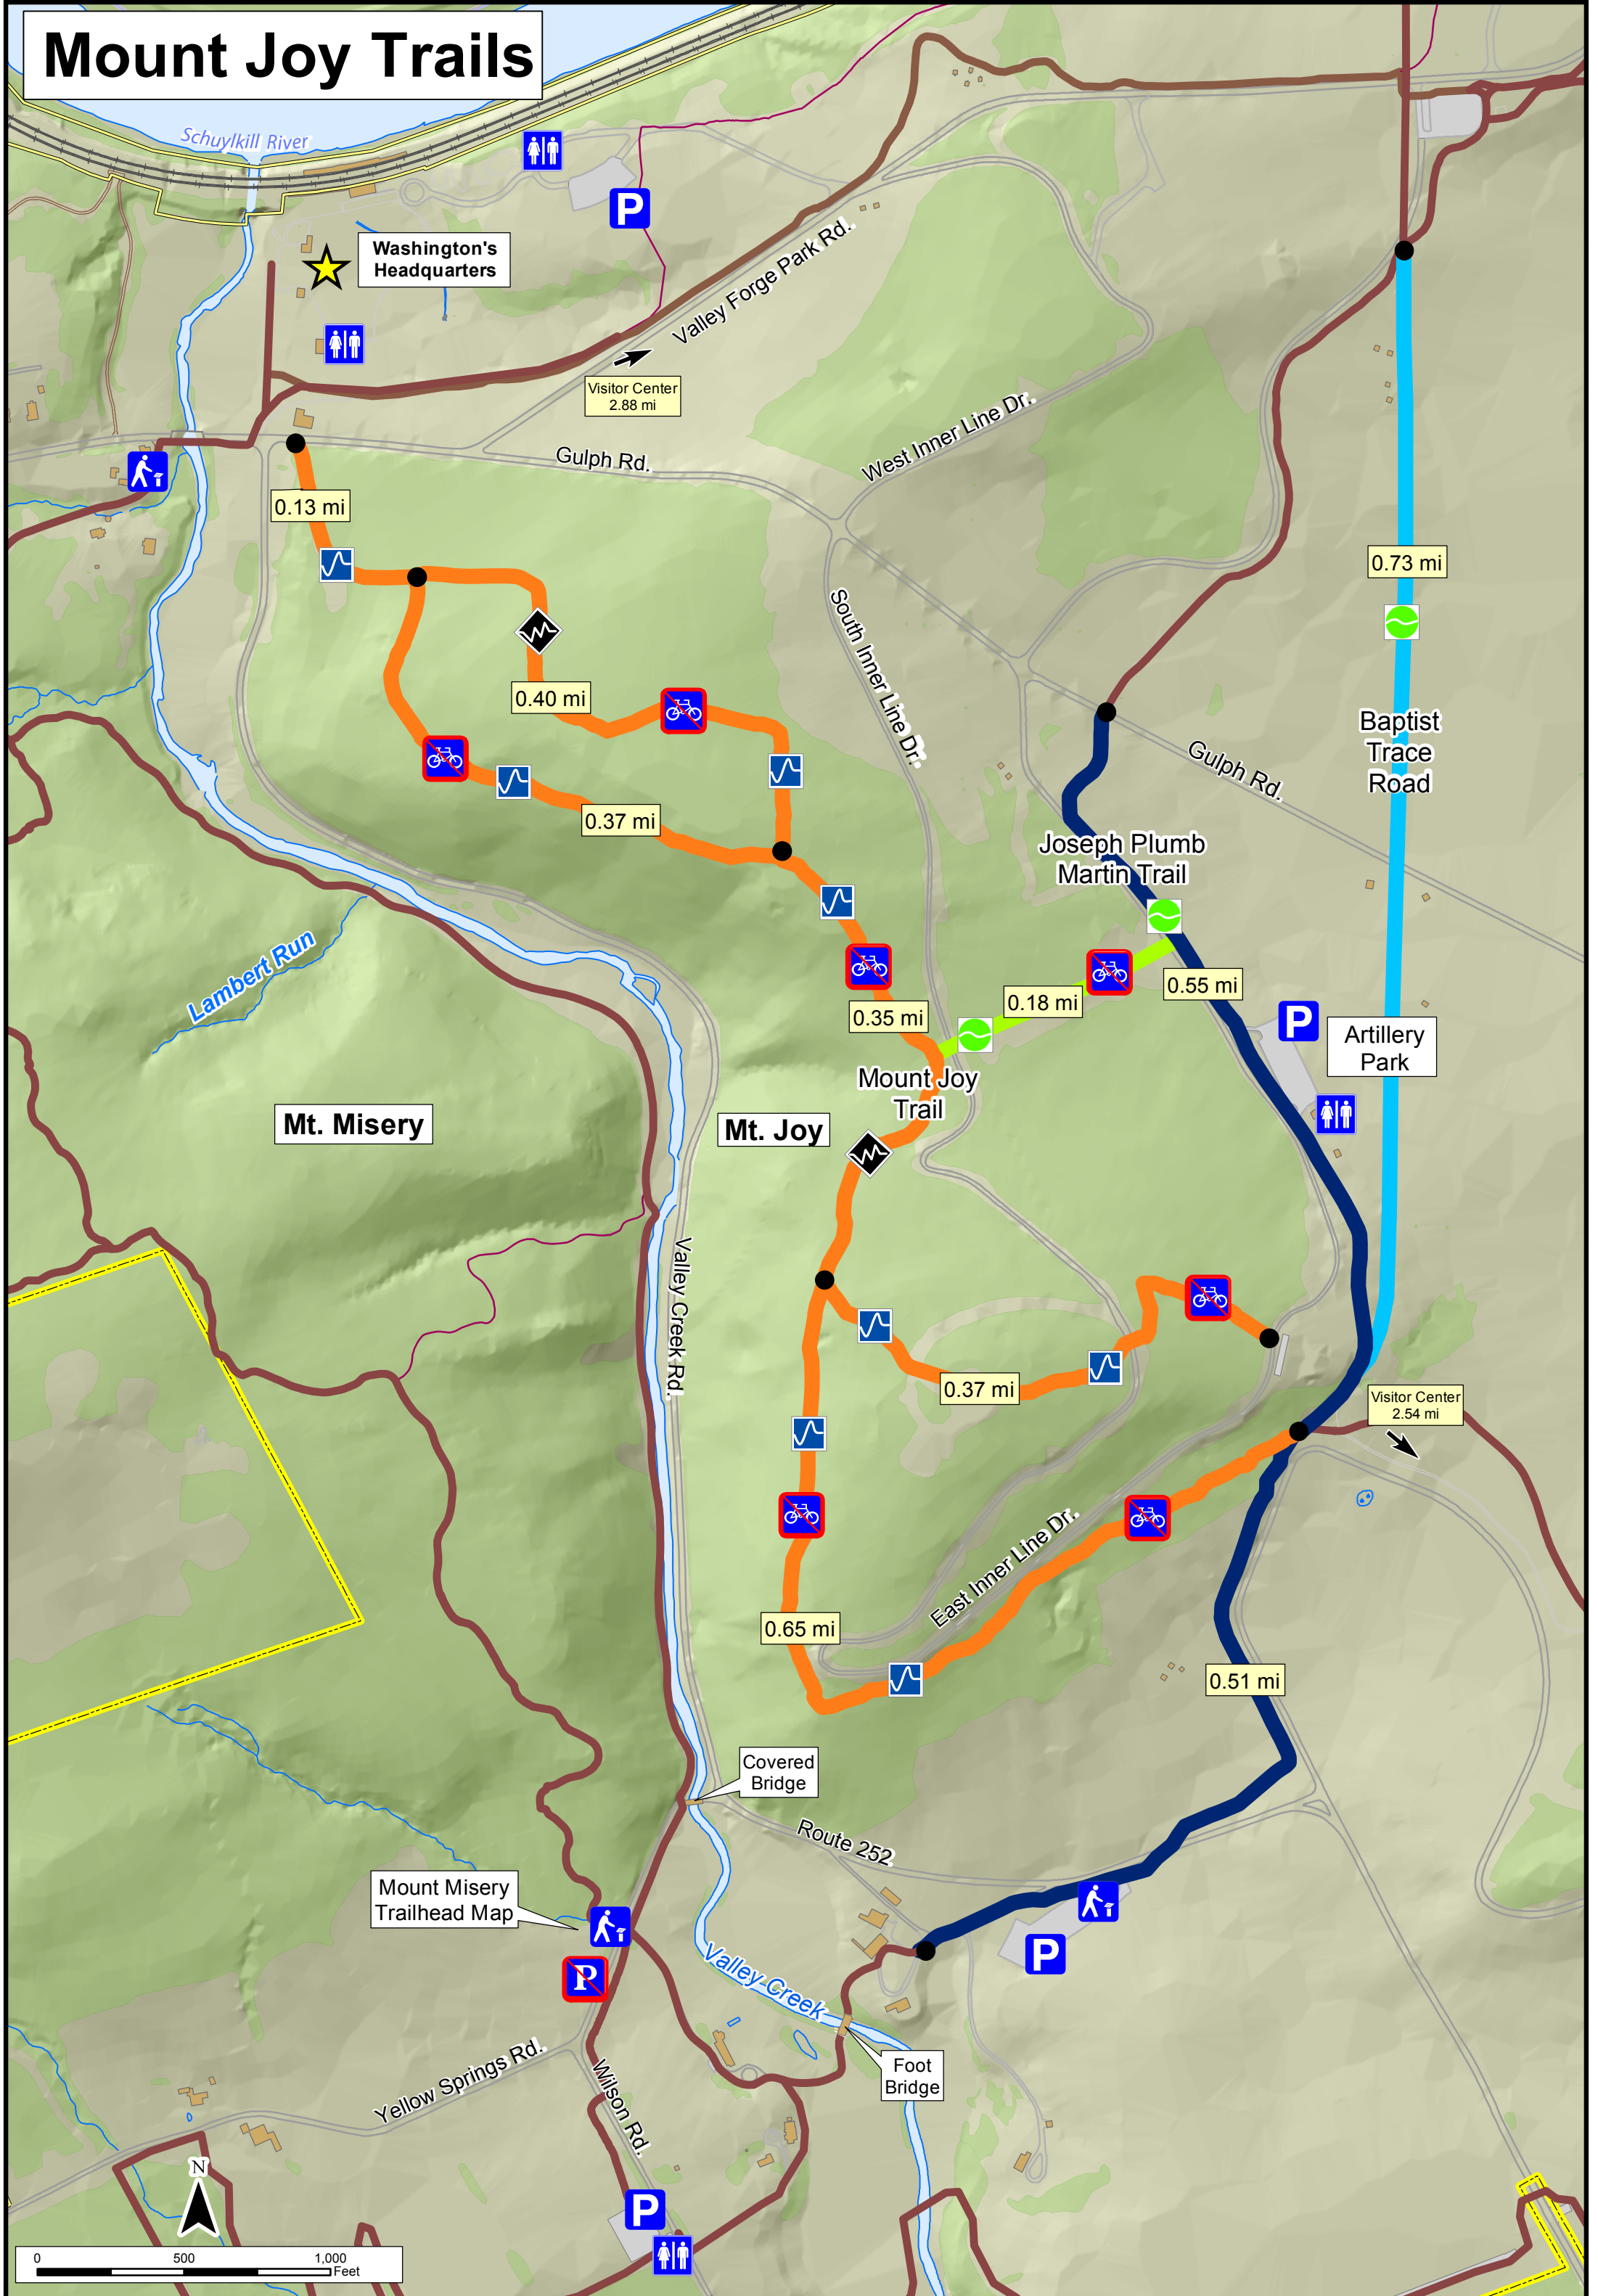 Mount Joy Trails
Schuylkill River
P
Washington's
Headquarters
Valley Forge Park Rd.
Visitor Center
2.88 mi
West Inner Line Dr.
Gulph Rd.
0.13 mi
0.73 mi
South Inner Line Dr.
0.40 mi
Baptist
Trace
Road
Gulph Rd.
0.37 mi
Joseph Plumb
Martin Trail
Lambert Run
0.55 mi
0.18 mi
0.35 mi
P
Artillery
Park
Mount Joy
Trail
Mt. Misery
Mt. Joy
Valley Creek Rd.
0.37 mi
Visitor Center
2.54 mi
East Inner Line Dr.
0.65 mi
0.51 mi
Covered
Bridge
Route 252
Mount Misery
Trailhead Map
P
P
Valley Creek
Foot
Bridge
Yellow Springs Rd.
Wilson Rd.
N
P
0 500 1,000
Feet